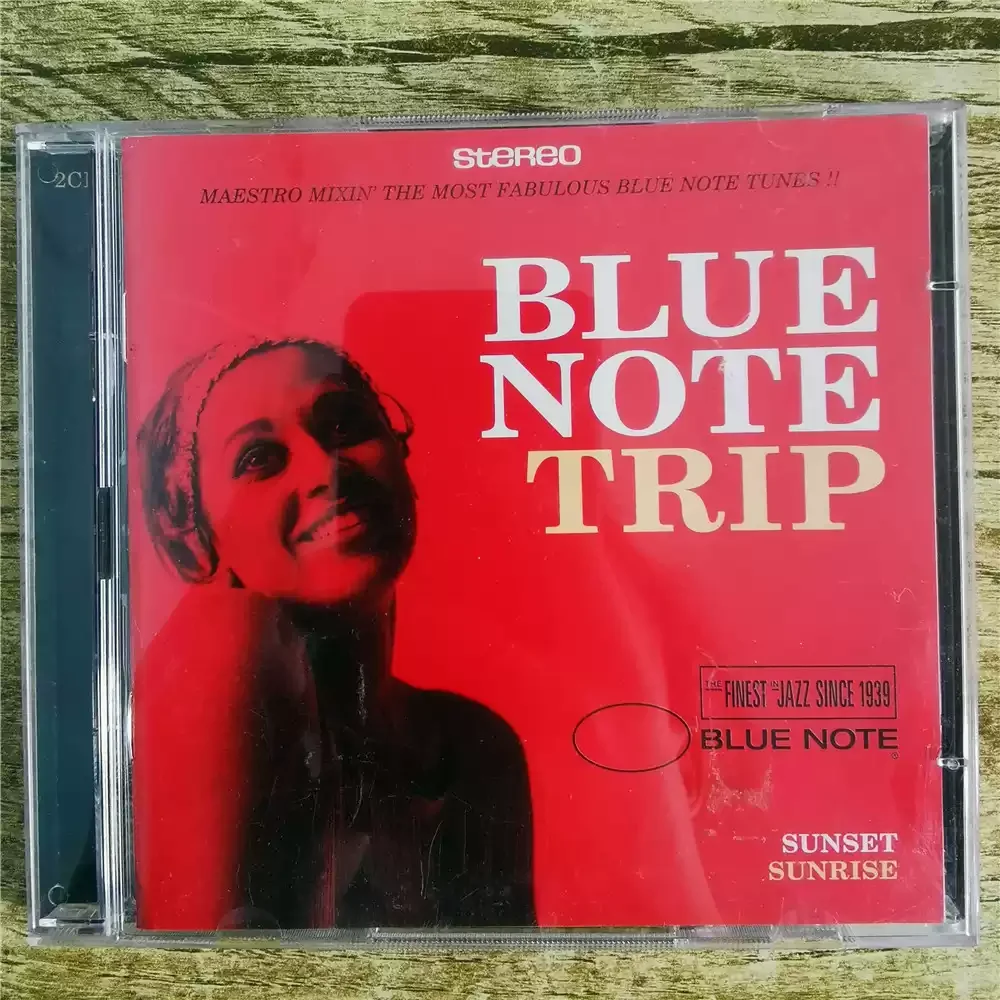 2CD
STEREO
MAESTRO MIXIN' THE MOST FABULOUS BLUE NOTE TUNES !!
BLUE
NOTE
TRIP
THE FINEST IN JAZZ SINCE 1939
BLUE NOTE®
SUNSET
SUNRISE